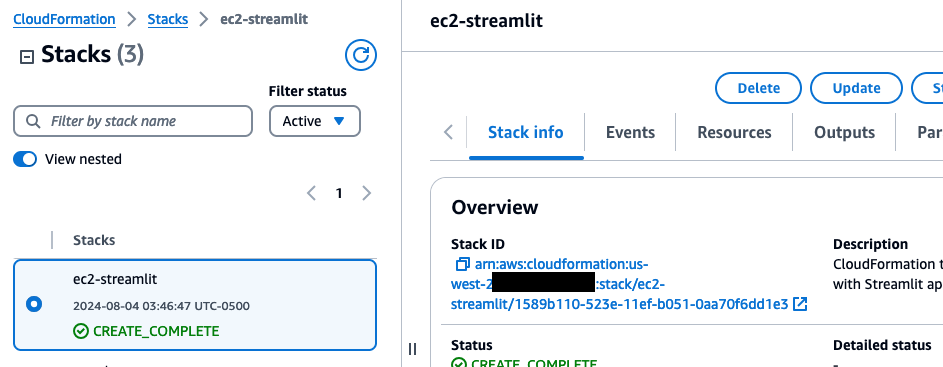 CloudFormation > Stacks > ec2-streamlit
Stacks (3)
Filter status
Filter by stack name
Active
View nested
1
Stacks
ec2-streamlit
2024-08-04 03:46:47 UTC-0500
CREATE_COMPLETE
ec2-streamlit
Delete
Update
St
Stack info
Events
Resources
Outputs
Par
Overview
Stack ID
arn:aws:cloudformation:us-
west-2
:stack/ec2-
streamlit/1589b110-523e-11ef-b051-0aa70f6dd1e3
Description
CloudFormation t
with Streamlit ap
Status
CREATE_COMPLETE
Detailed status
-